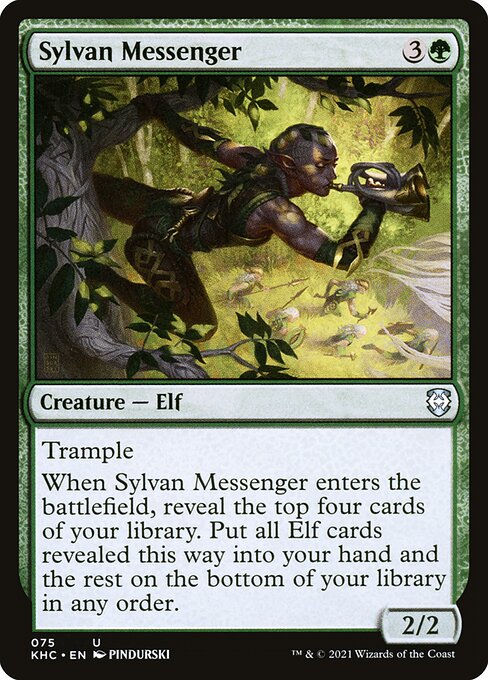 Sylvan Messenger 3
Creature — Elf
Trample
When Sylvan Messenger enters the
battlefield, reveal the top four cards
of your library. Put all Elf cards
revealed this way into your hand and
the rest on the bottom of your library
in any order.
2/2
075 U
KHC • EN PINDURSKI
™ & © 2021 Wizards of the Coast